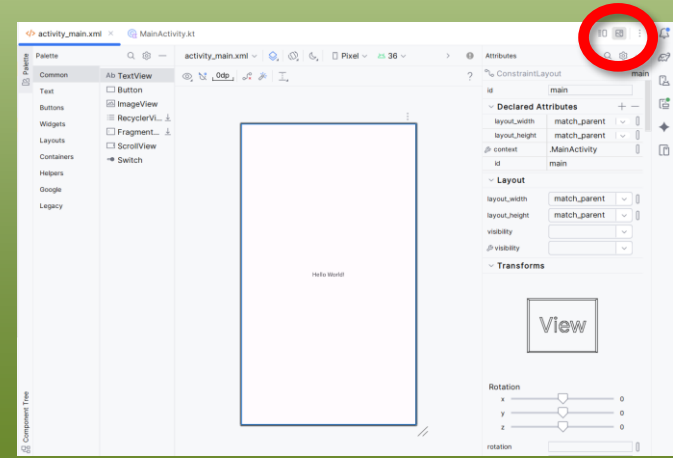 activity_main.xml
MainActivity.kt
Palette
Palette
activity_main.xml
Pixel
36
Attributes
Common
Ab TextView
0dp
?
ConstraintLayout
main
Text
Button
id
main
Buttons
ImageView
Declared Attributes
Widgets
RecyclerVi...
layout_width
match_parent
Layouts
Fragment...
layout_height
match_parent
Containers
ScrollView
context
.MainActivity
Helpers
Switch
id
main
Google
Layout
Legacy
layout_width
match_parent
layout_height
match_parent
visibility
visibility
Transforms
Hello World!
View
Rotation
x
0
y
0
z
0
rotation
Component Tree